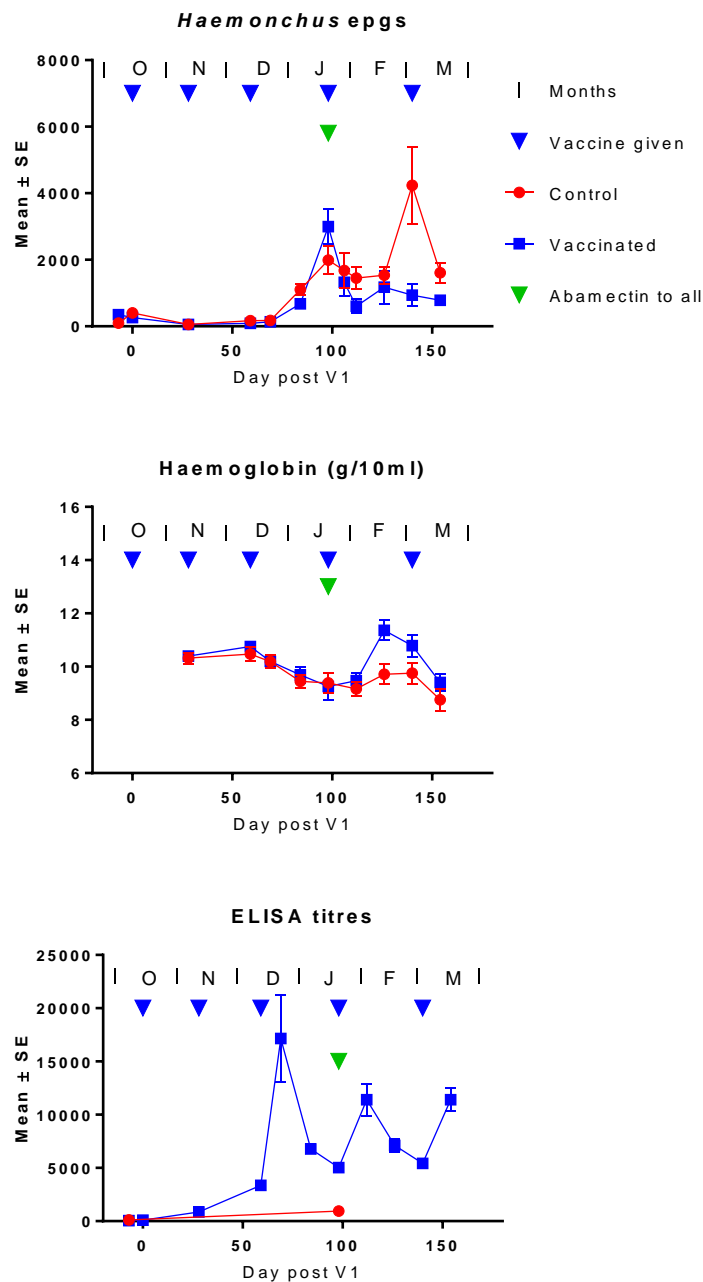 Haemonchus epgs
8000
6000
4000
2000
0
Mean ± SE
O N D J F M
0 50 100 150
Day post V1
Months
Vaccine given
Control
Vaccinated
Abamectin to all
Haemoglobin (g/10ml)
16
14
12
10
8
6
Mean ± SE
O N D J F M
0 50 100 150
Day post V1
ELISA titres
25000
20000
15000
10000
5000
0
Mean ± SE
O N D J F M
0 50 100 150
Day post V1